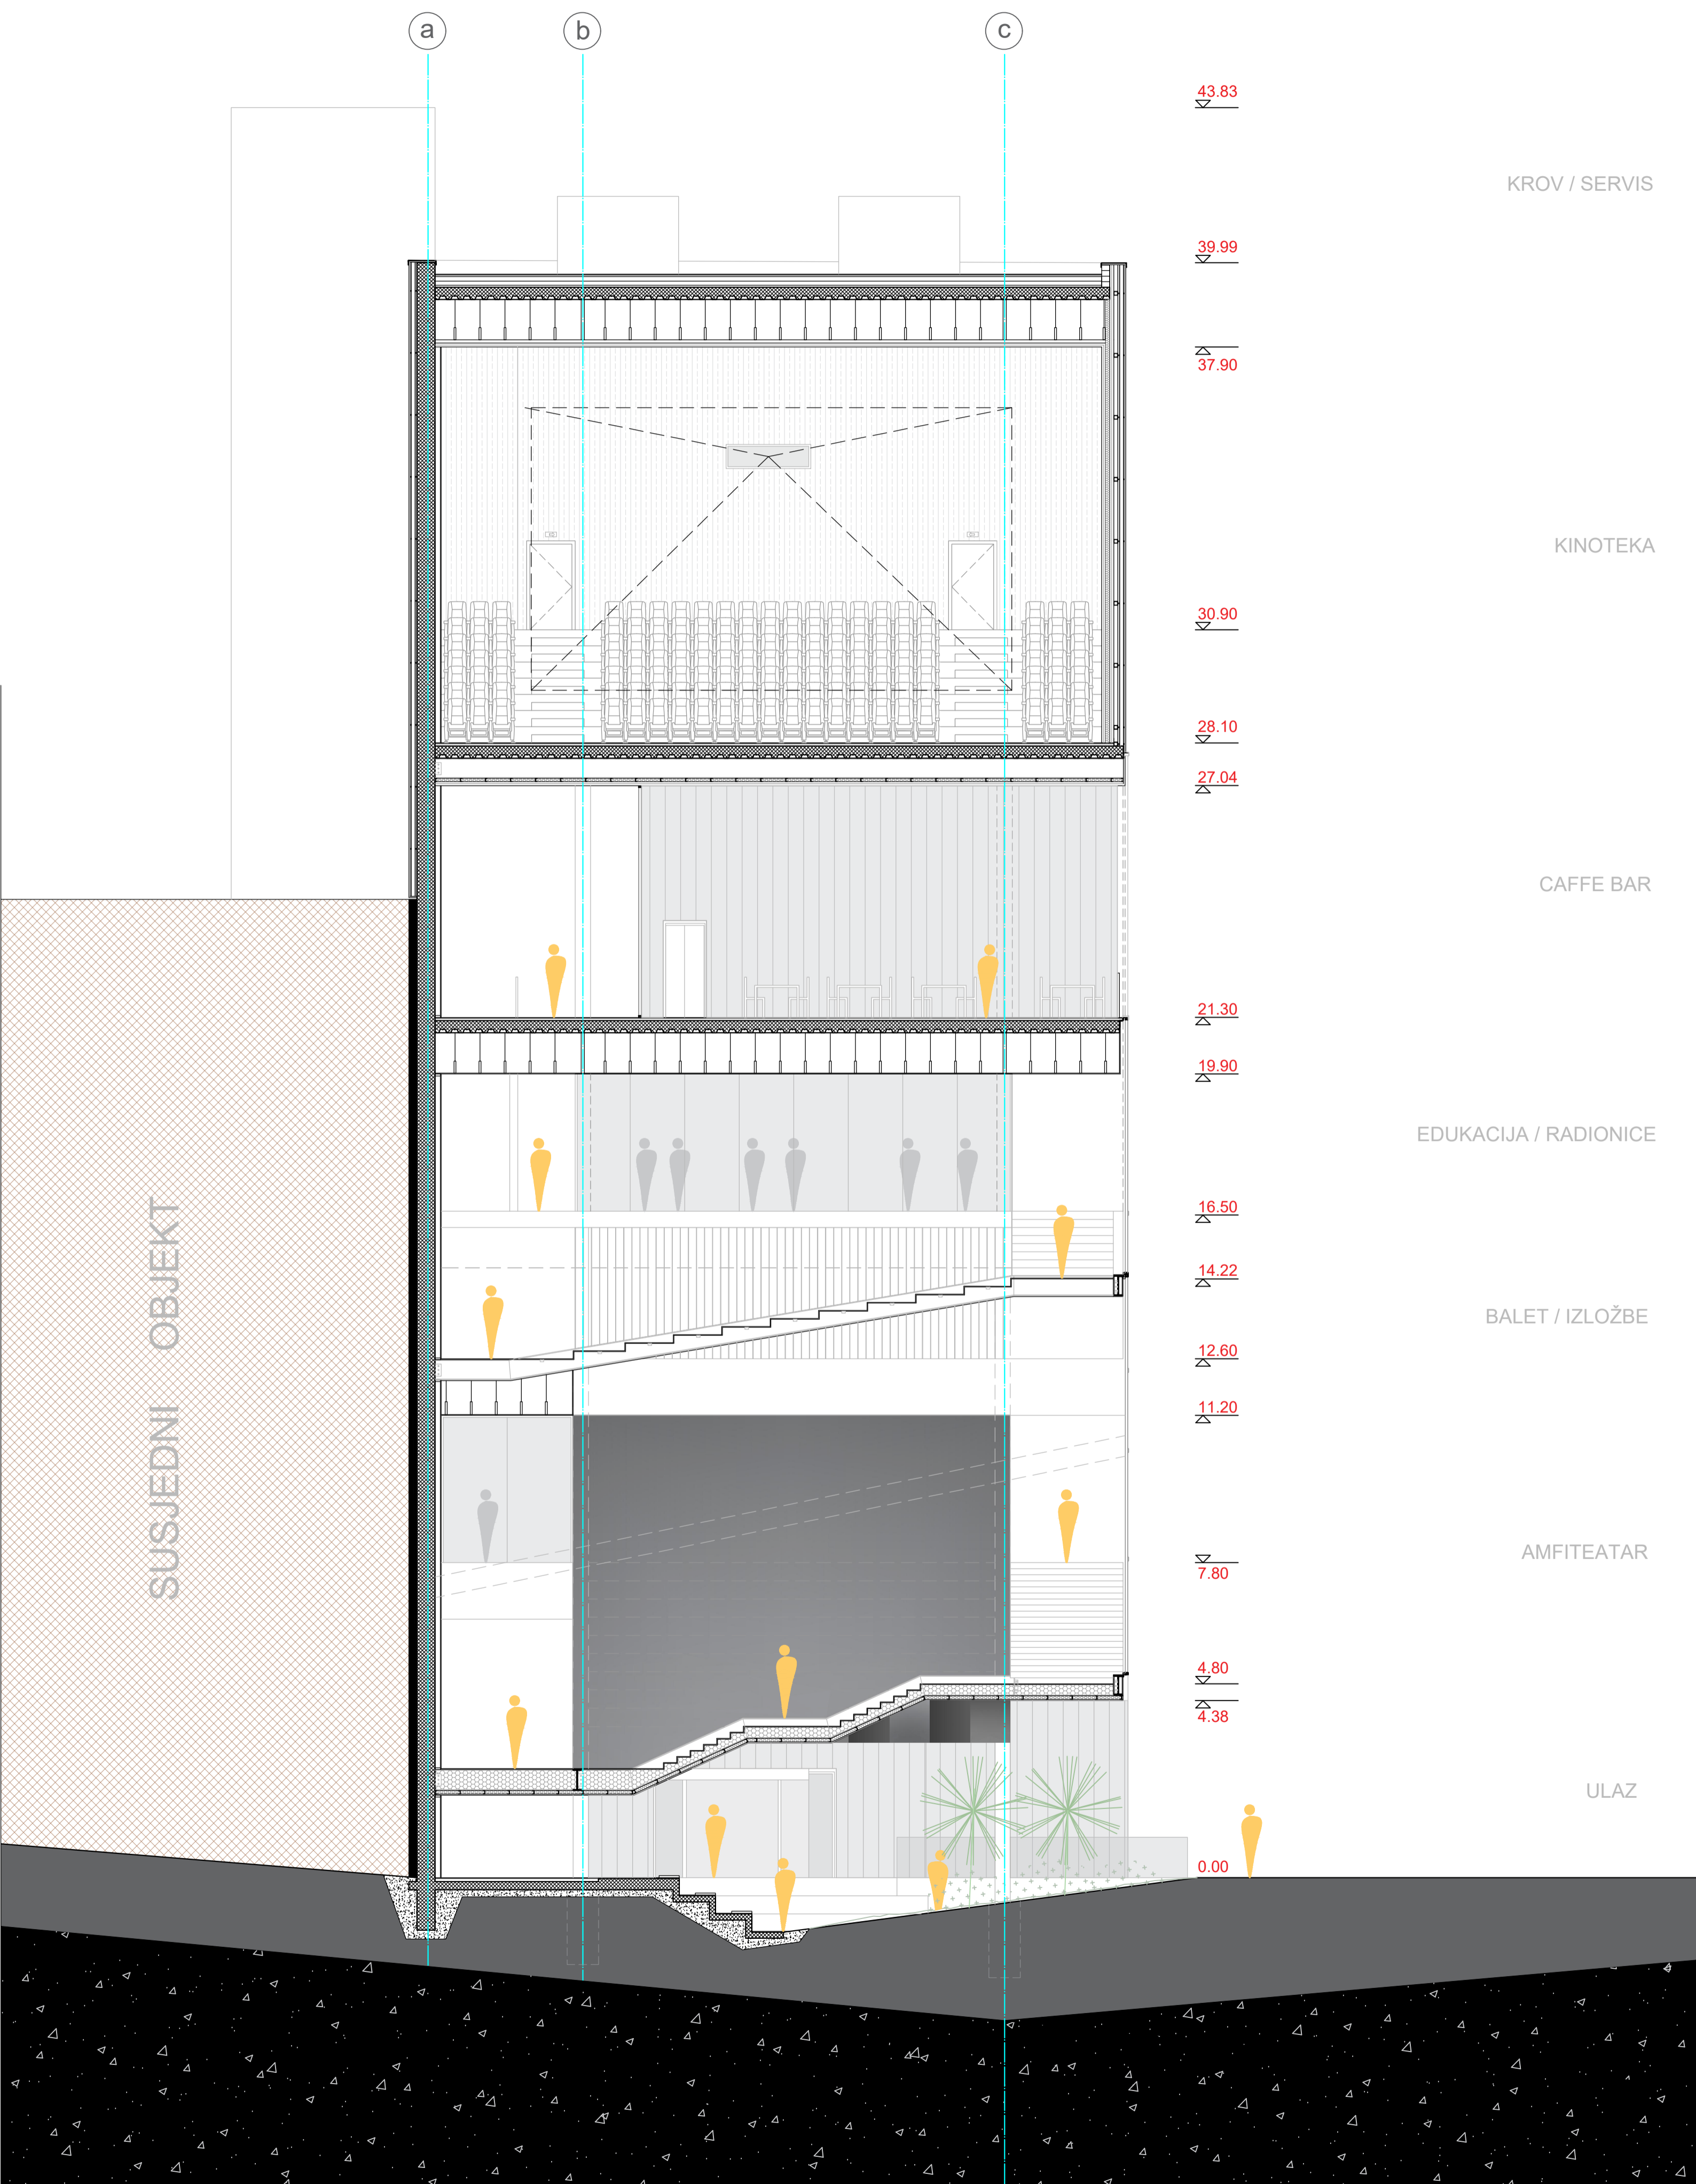 a
b
c
43.83
KROV / SERVIS
39.99
37.90
KINOTEKA
30.90
28.10
27.04
CAFFE BAR
21.30
19.90
EDUKACIJA / RADIONICE
16.50
14.22
BALET / IZLOŽBE
12.60
11.20
AMFITEATAR
7.80
4.80
4.38
ULAZ
0.00
SUSJEDNI OBJEKT